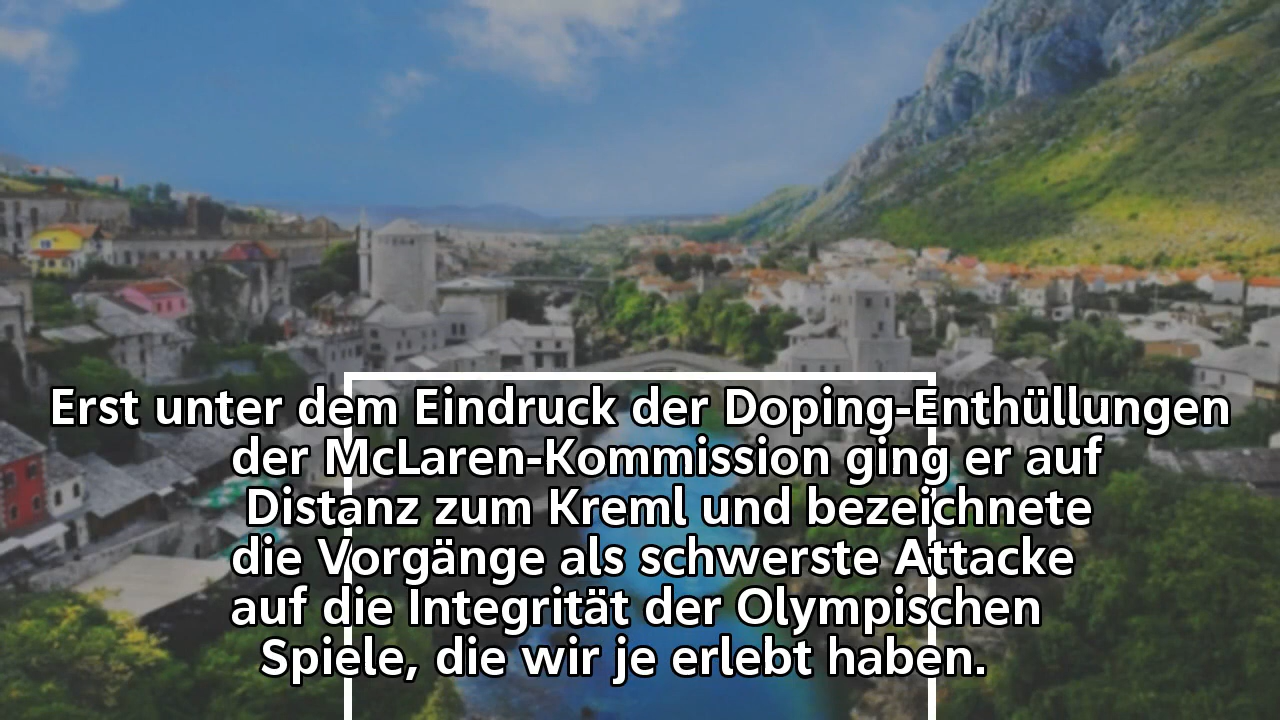 Erst unter dem Eindruck der Doping-Enthüllungen
der McLaren-Kommission ging er auf
Distanz zum Kreml und bezeichnete
die Vorgänge als schwerste Attacke
auf die Integrität der Olympischen
Spiele, die wir je erlebt haben.